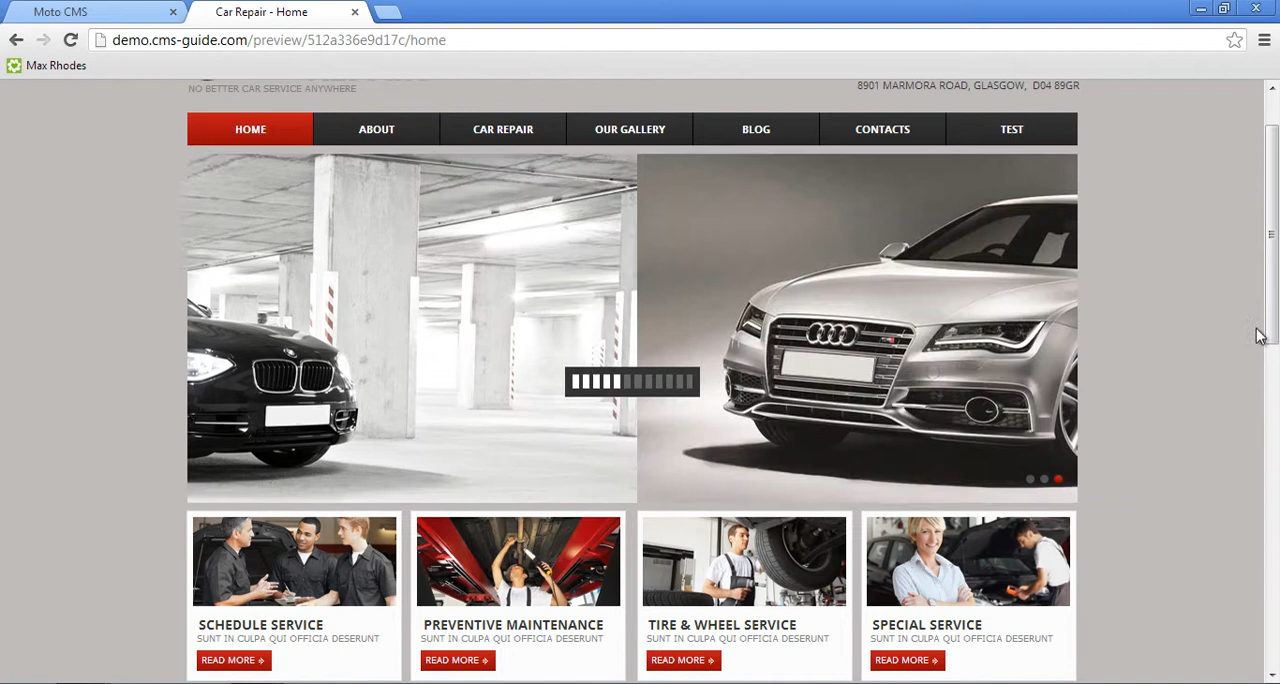 Moto CMS
Car Repair - Home
demo.cms-guide.com/preview/512a336e9d17c/home
Max Rhodes
NO BETTER CAR SERVICE ANYWHERE
8901 MARMORA ROAD, GLASGOW, D04 89GR
HOME ABOUT CAR REPAIR OUR GALLERY BLOG CONTACTS TEST
SCHEDULE SERVICE
SUNT IN CULPA QUI OFFICIA DESERUNT
READ MORE
PREVENTIVE MAINTENANCE
SUNT IN CULPA QUI OFFICIA DESERUNT
READ MORE
TIRE & WHEEL SERVICE
SUNT IN CULPA QUI OFFICIA DESERUNT
READ MORE
SPECIAL SERVICE
SUNT IN CULPA QUI OFFICIA DESERUNT
READ MORE